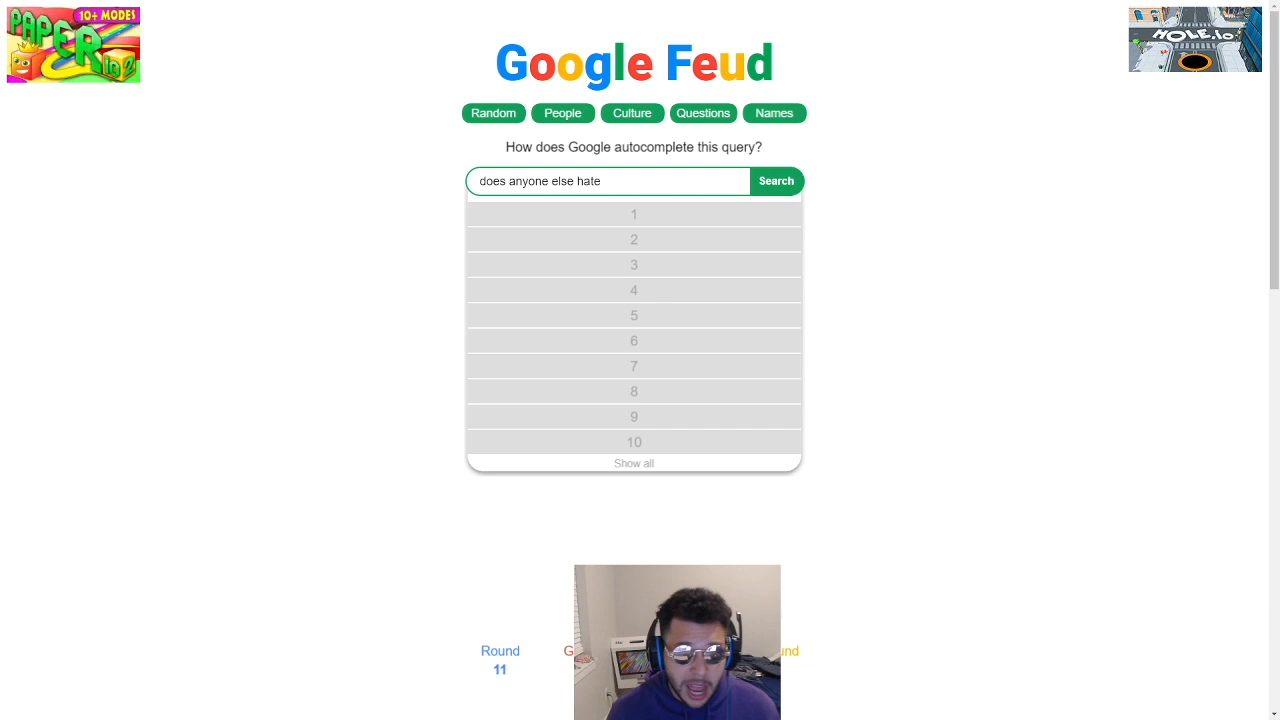 PAPER
.io 2
10+ MODES
HOLE.io
Google Feud
Random People Culture Questions Names
How does Google autocomplete this query?
does anyone else hate Search
1
2
3
4
5
6
7
8
9
10
Show all
Round G und
11